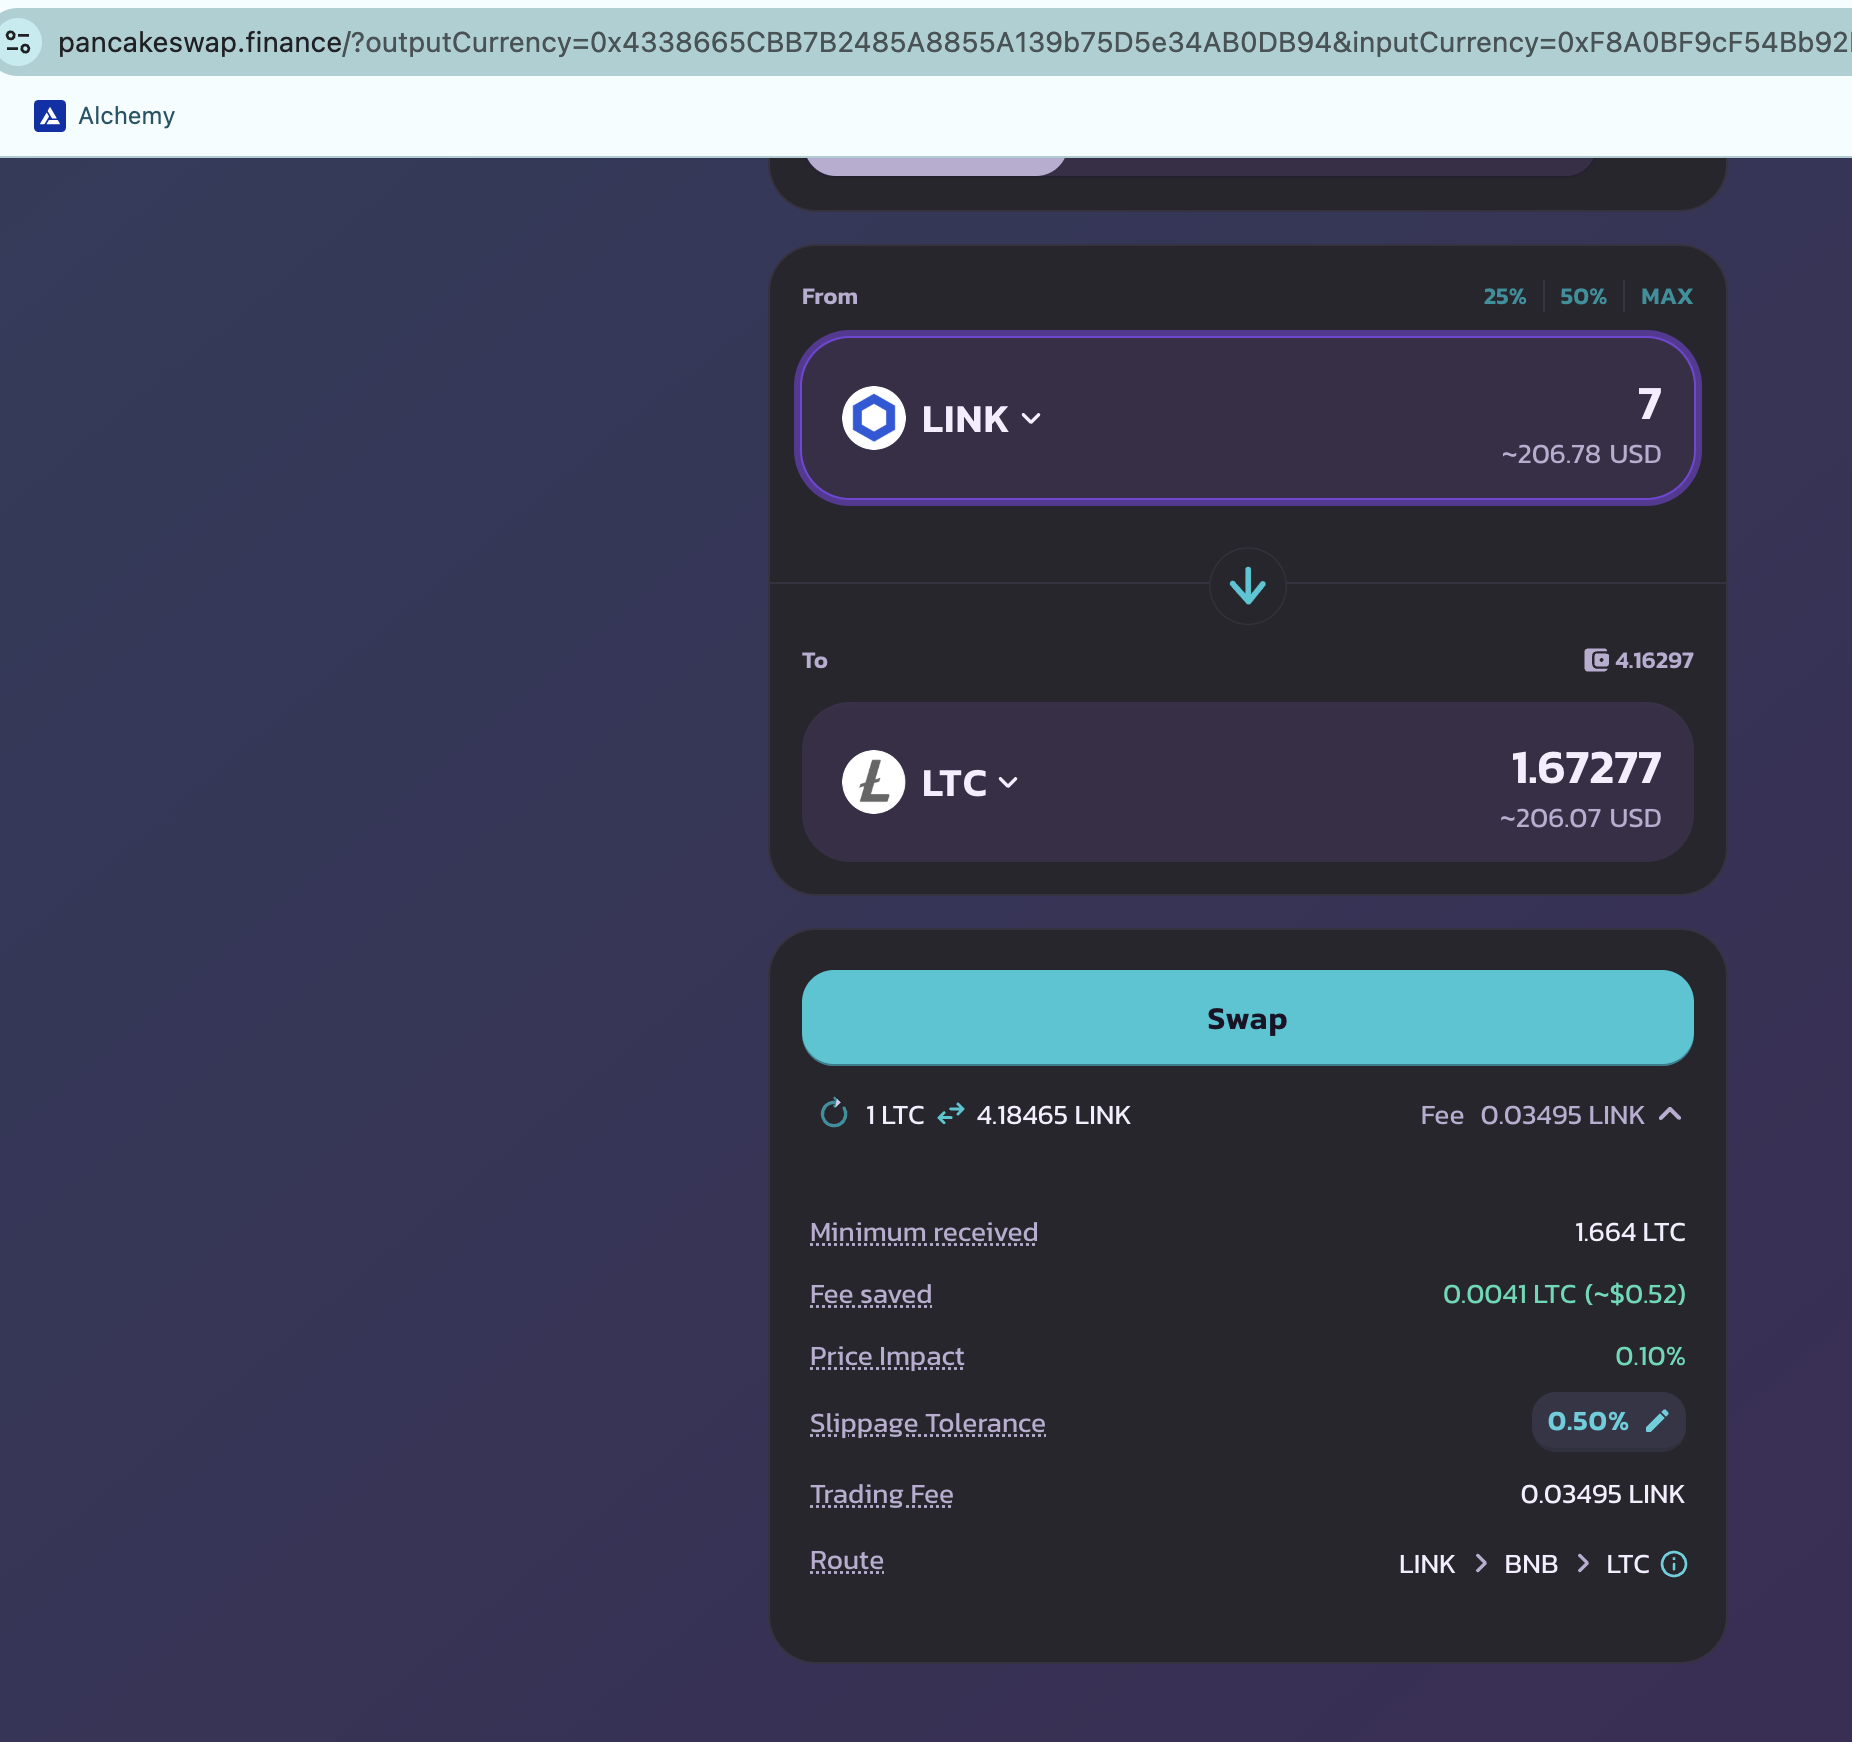 pancakeswap.finance/?outputCurrency=0x4338665CBB7B2485A8855A139b75D5e34AB0DB94&inputCurrency=0xF8A0BF9cF54Bb92
Alchemy
From 25% 50% MAX
LINK 7
~206.78 USD
To 4.16297
LTC 1.67277
~206.07 USD
Swap
1 LTC 4.18465 LINK Fee 0.03495 LINK
Minimum received 1.664 LTC
Fee saved 0.0041 LTC (~$0.52)
Price Impact 0.10%
Slippage Tolerance 0.50%
Trading Fee 0.03495 LINK
Route LINK > BNB > LTC